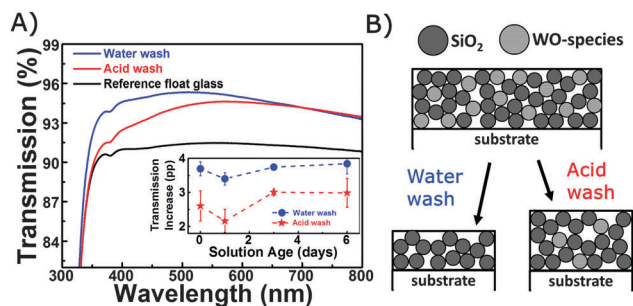 A)
B)
Transmission (%)
99
96
93
90
87
84
Water wash
Acid wash
Reference float glass
Transmission
Increase (pp)
4
3
2
Water wash
Acid wash
0 2 4 6
Solution Age (days)
300 400 500 600 700 800
Wavelength (nm)
SiO₂ WO-species
substrate
Water
wash
Acid
wash
substrate
substrate